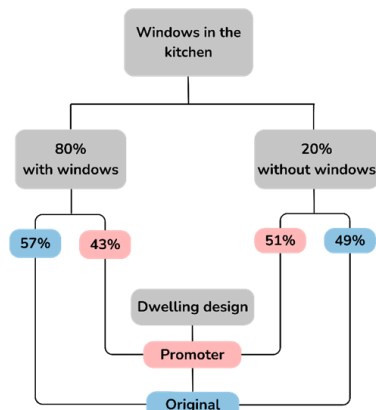 Windows in the
kitchen
80%
with windows
20%
without windows
57%
43%
51%
49%
Dwelling design
Promoter
Original